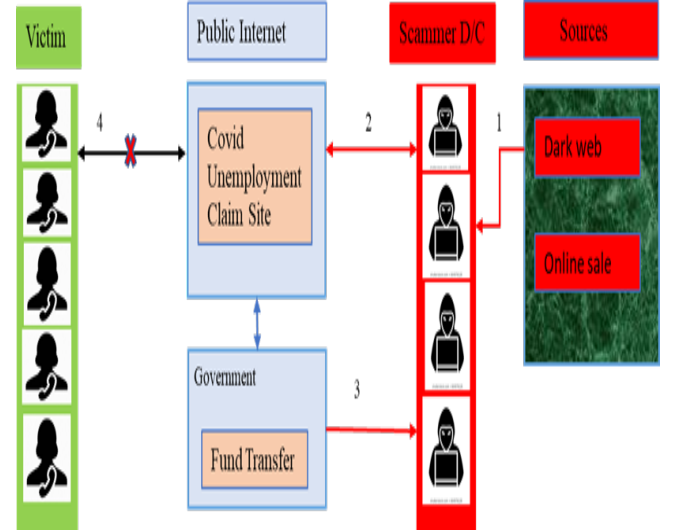 Victim
Public Internet
Scammer D/C
Sources
4
2
1
Covid
Unemployment
Claim Site
Dark web
Online sale
Government
3
Fund Transfer